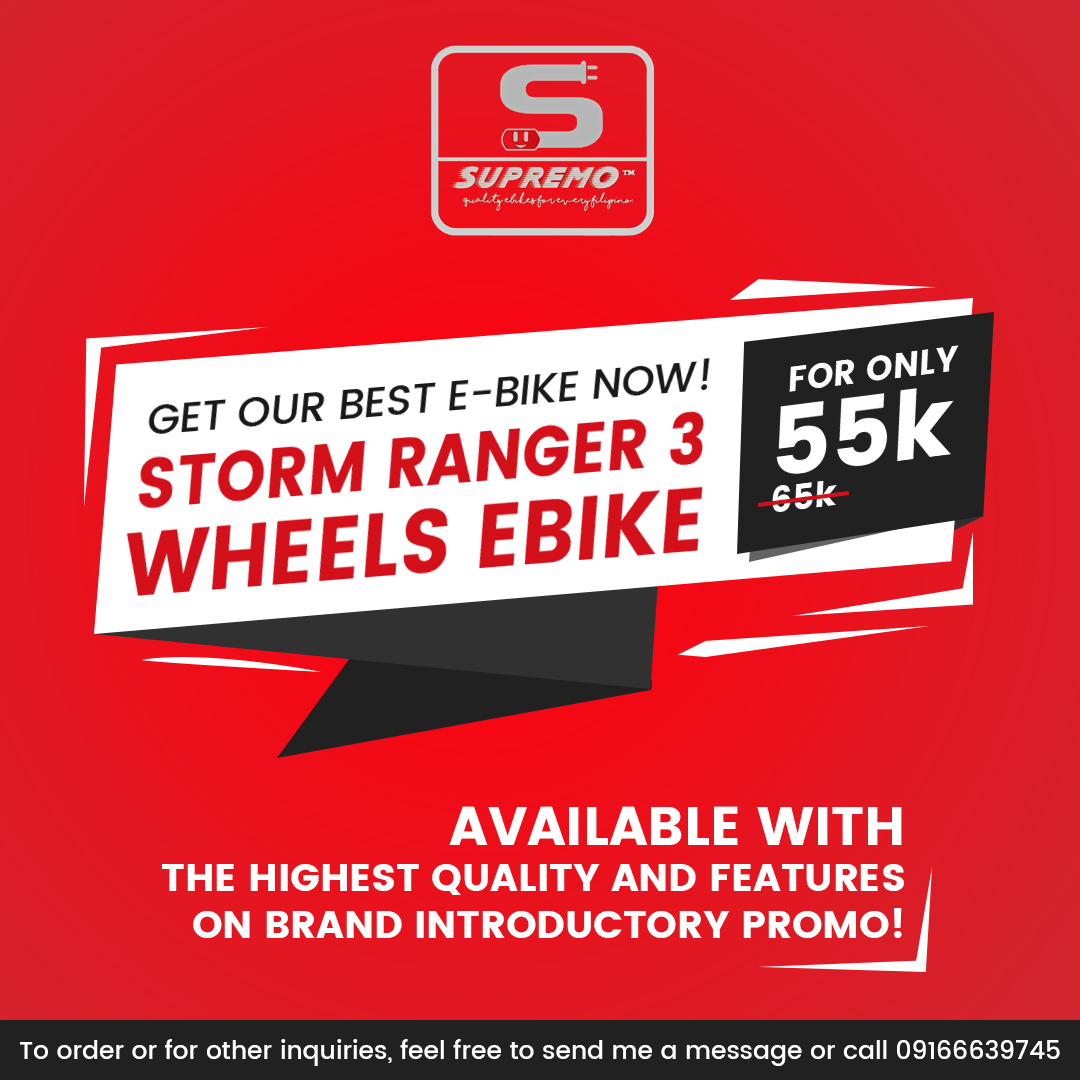 S
SUPREMO™
quality ebikes for every filipino.
GET OUR BEST E-BIKE NOW!
STORM RANGER 3
WHEELS EBIKE
FOR ONLY
55k
65k
AVAILABLE WITH
THE HIGHEST QUALITY AND FEATURES
ON BRAND INTRODUCTORY PROMO!
To order or for other inquiries, feel free to send me a message or call 09166639745